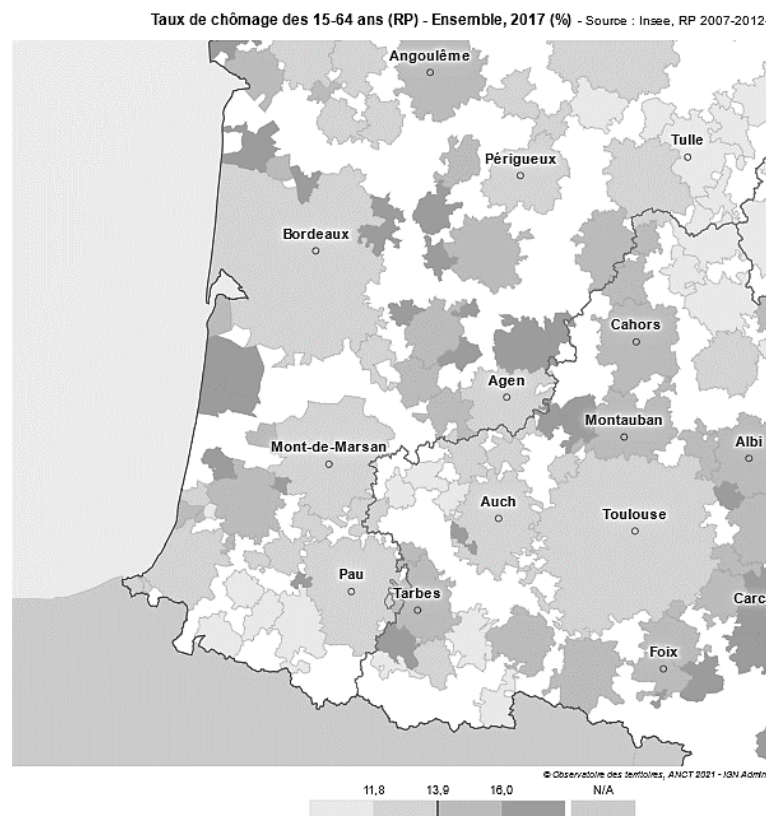 Taux de chômage des 15-64 ans (RP) - Ensemble, 2017 (%) - Source : Insee, RP 2007-2012-
Angoulême
Tulle
Périgueux
Bordeaux
Cahors
Agen
Montauban
Albi
Mont-de-Marsan
Auch
Toulouse
Pau
Tarbes
Carc
Foix
© Observatoire des territoires, ANCT 2021 - IGN Admin
11,8 13,9 16,0 N/A